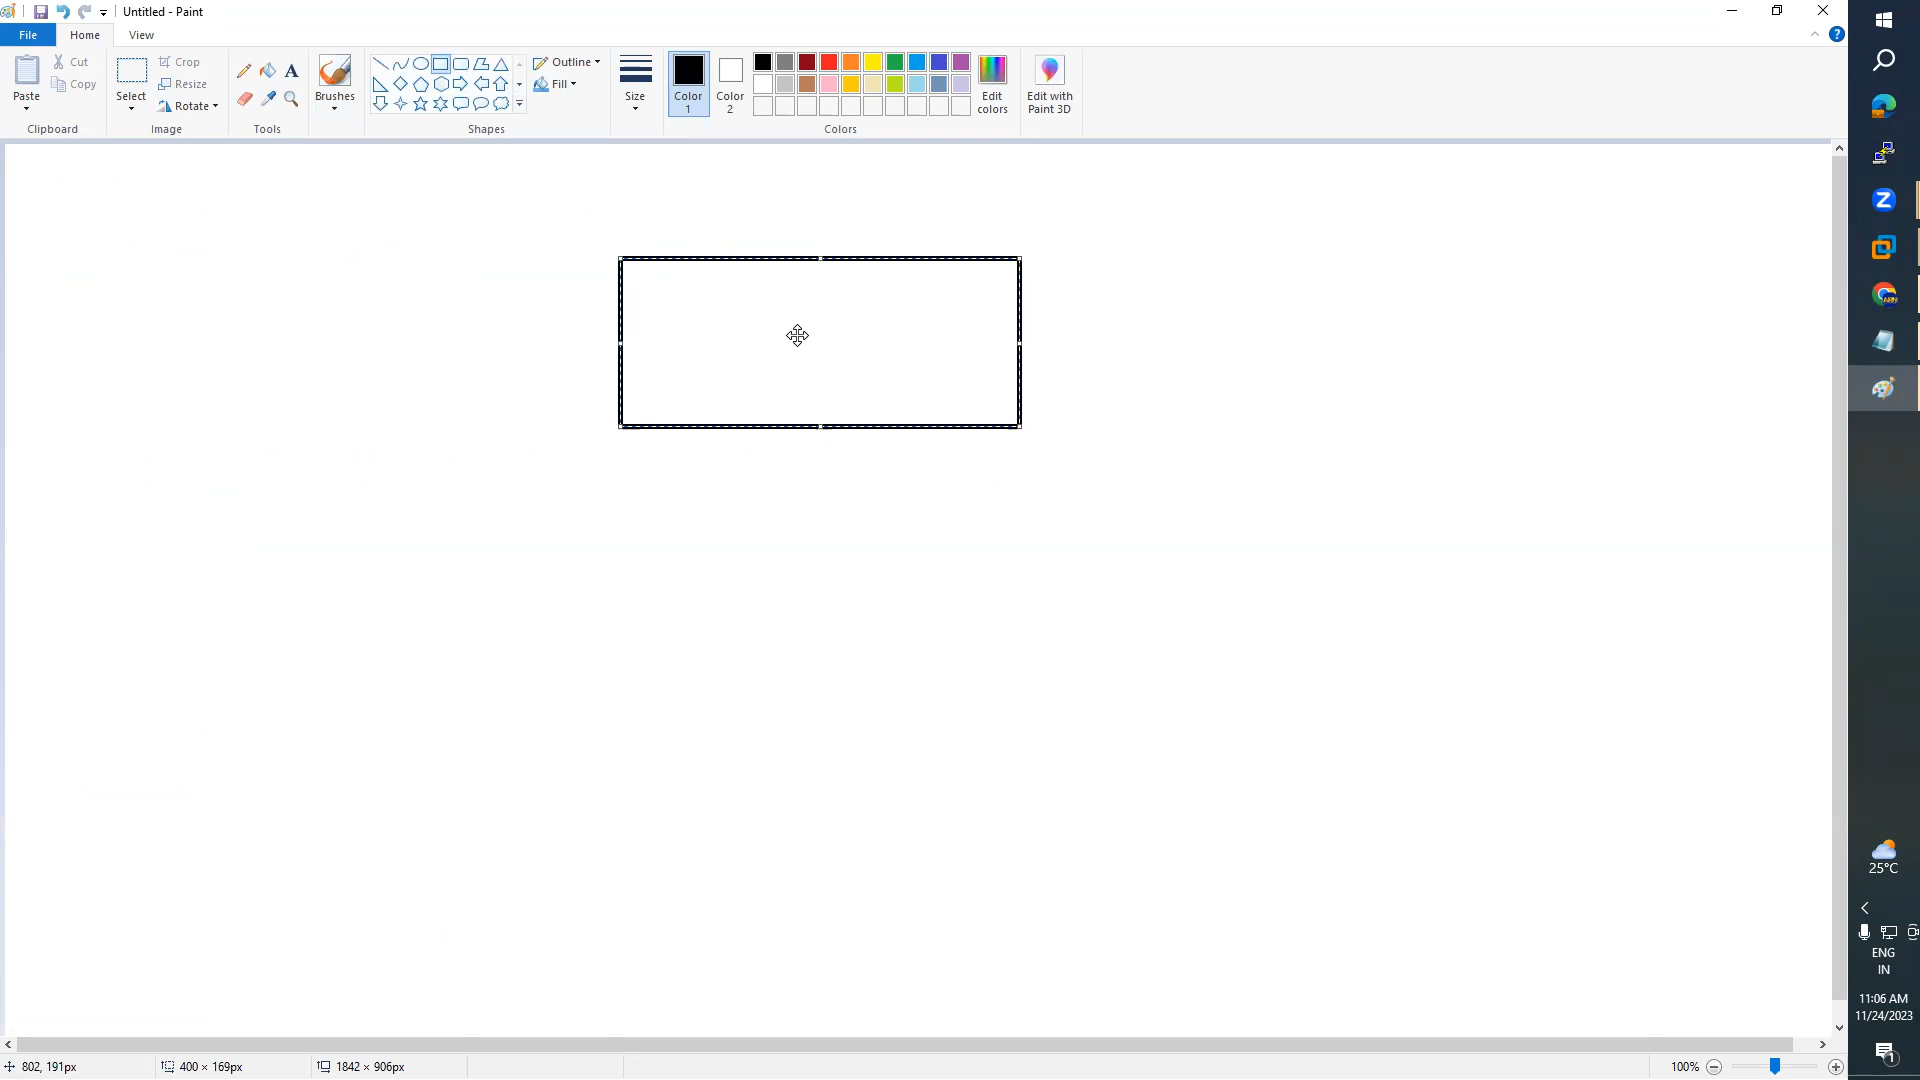 Untitled - Paint
File
Home
View
Paste
Cut
Copy
Clipboard
Select
Crop
Resize
Rotate
Image
A
Tools
Brushes
Shapes
Outline
Fill
Size
Color
1
Color
2
Colors
Edit
colors
Edit with
Paint 3D
?
Z
25°C
ENG
IN
11:06 AM
11/24/2023
1
802, 191px
400 × 169px
1842 × 906px
100%